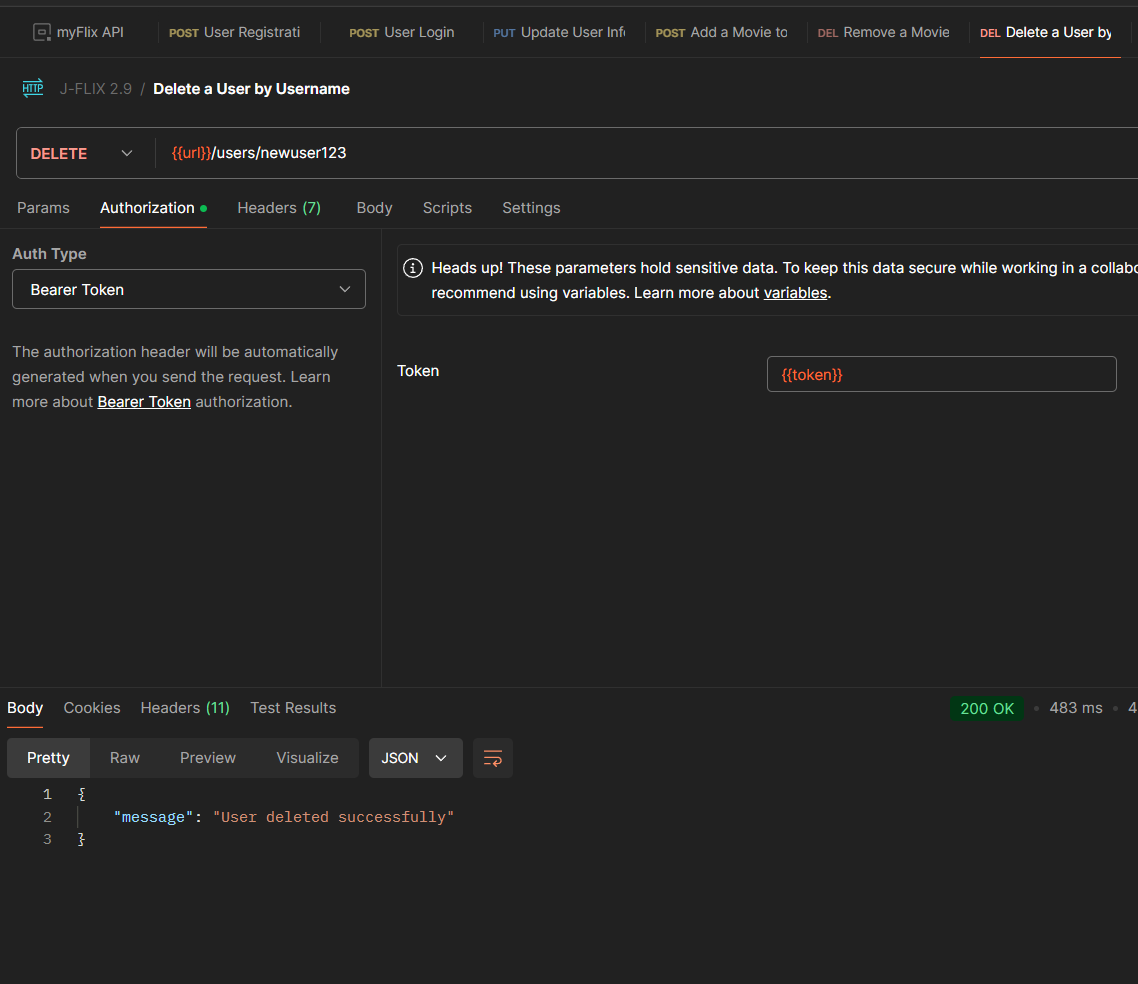 myFlix API POST User Registrati POST User Login PUT Update User Inf POST Add a Movie to DEL Remove a Movie DEL Delete a User by
HTTP J-FLIX 2.9 / Delete a User by Username
DELETE {{url}}/users/newuser123
Params Authorization Headers (7) Body Scripts Settings
Auth Type
Bearer Token
The authorization header will be automatically
generated when you send the request. Learn
more about Bearer Token authorization.
Heads up! These parameters hold sensitive data. To keep this data secure while working in a collabo
recommend using variables. Learn more about variables.
Token {{token}}
Body Cookies Headers (11) Test Results 200 OK • 483 ms • 4
Pretty Raw Preview Visualize JSON
1 {
2 "message": "User deleted successfully"
3 }